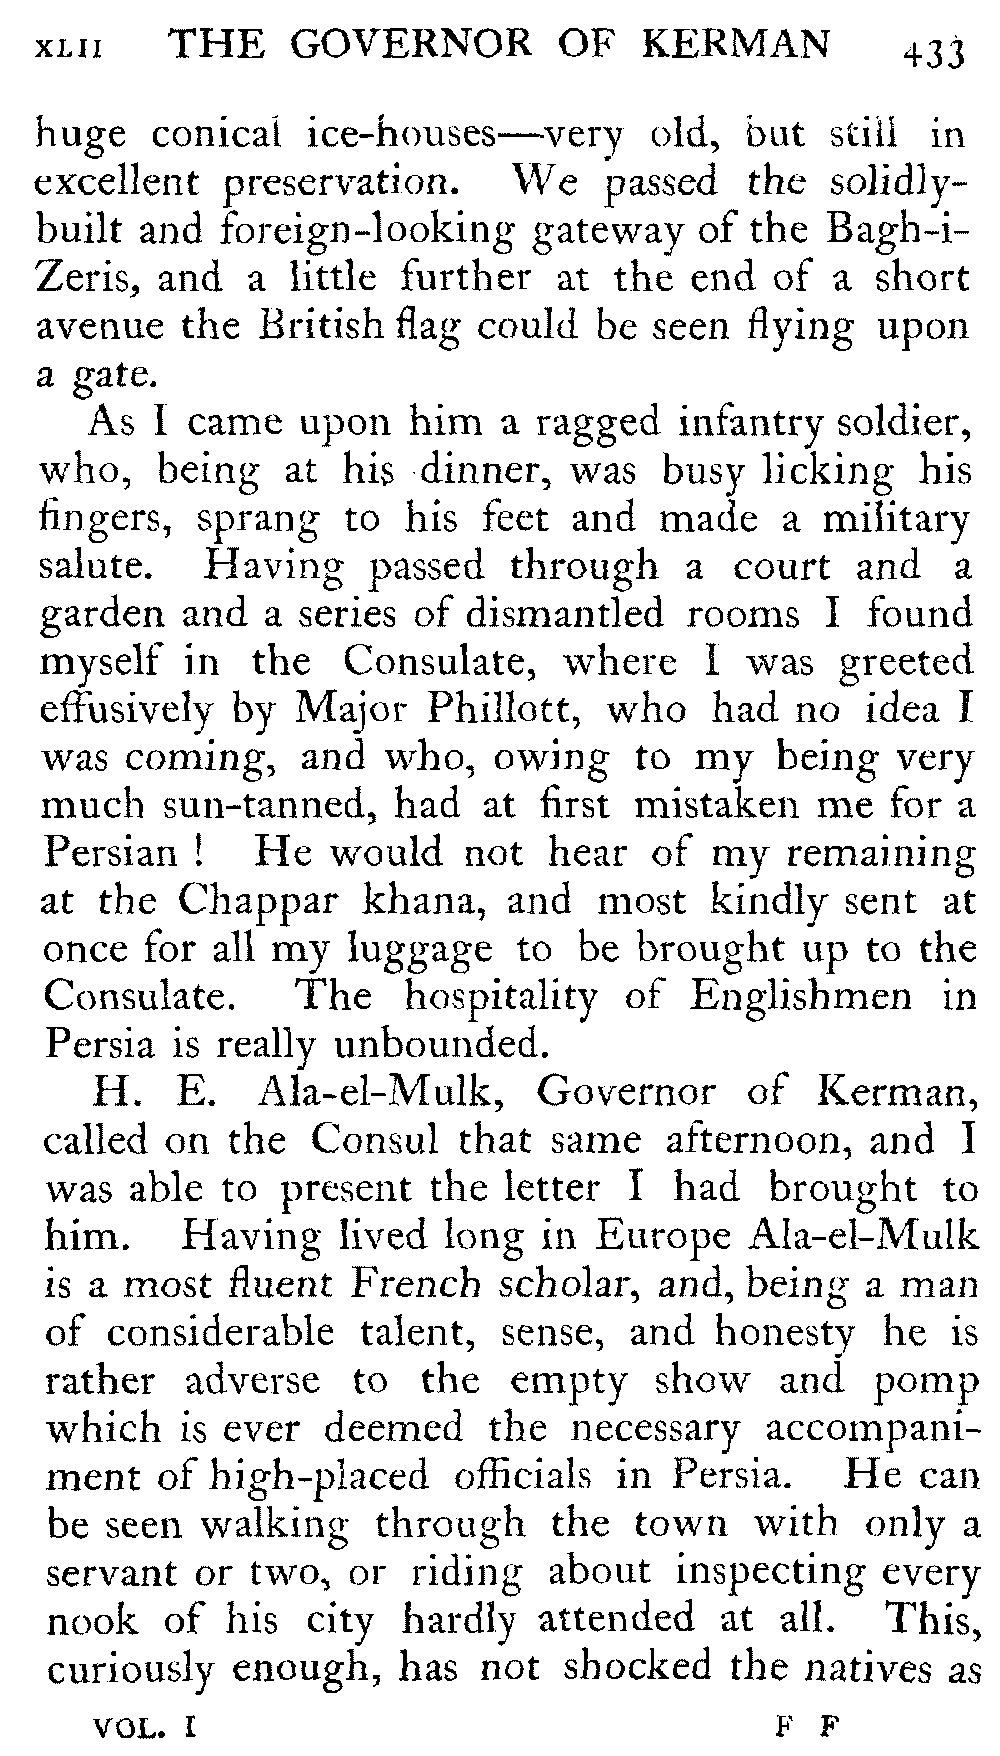 XLII THE GOVERNOR OF KERMAN 433
huge conical ice-houses—very old, but still in
excellent preservation. We passed the solidly-
built and foreign-looking gateway of the Bagh-i-
Zeris, and a little further at the end of a short
avenue the British flag could be seen flying upon
a gate.
As I came upon him a ragged infantry soldier,
who, being at his dinner, was busy licking his
fingers, sprang to his feet and made a military
salute. Having passed through a court and a
garden and a series of dismantled rooms I found
myself in the Consulate, where I was greeted
effusively by Major Phillott, who had no idea I
was coming, and who, owing to my being very
much sun-tanned, had at first mistaken me for a
Persian ! He would not hear of my remaining
at the Chappar khana, and most kindly sent at
once for all my luggage to be brought up to the
Consulate. The hospitality of Englishmen in
Persia is really unbounded.
H. E. Ala-el-Mulk, Governor of Kerman,
called on the Consul that same afternoon, and I
was able to present the letter I had brought to
him. Having lived long in Europe Ala-el-Mulk
is a most fluent French scholar, and, being a man
of considerable talent, sense, and honesty he is
rather adverse to the empty show and pomp
which is ever deemed the necessary accompani-
ment of high-placed officials in Persia. He can
be seen walking through the town with only a
servant or two, or riding about inspecting every
nook of his city hardly attended at all. This,
curiously enough, has not shocked the natives as
VOL. I F F